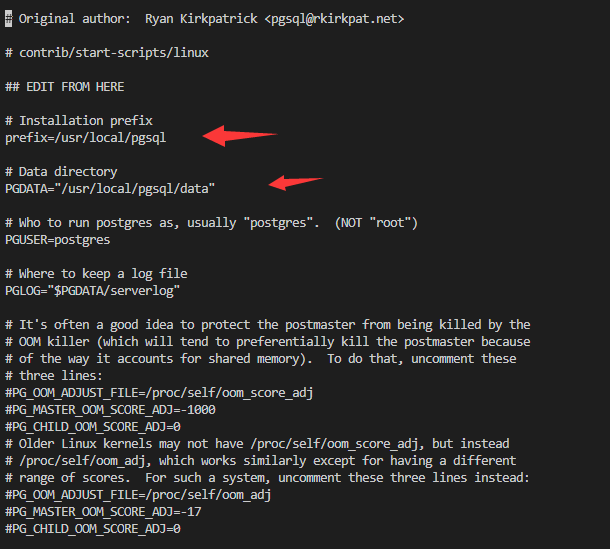 # Original author:  Ryan Kirkpatrick <pgsql@rkirkpat.net>
# contrib/start-scripts/linux
## EDIT FROM HERE
# Installation prefix
prefix=/usr/local/pgsql
# Data directory
PGDATA="/usr/local/pgsql/data"
# Who to run postgres as, usually "postgres".  (NOT "root")
PGUSER=postgres
# Where to keep a log file
PGLOG="$PGDATA/serverlog"
# It's often a good idea to protect the postmaster from being killed by the
# OOM killer (which will tend to preferentially kill the postmaster because
# of the way it accounts for shared memory).  To do that, uncomment these
# three lines:
#PG_OOM_ADJUST_FILE=/proc/self/oom_score_adj
#PG_MASTER_OOM_SCORE_ADJ=-1000
#PG_CHILD_OOM_SCORE_ADJ=0
# Older Linux kernels may not have /proc/self/oom_score_adj, but instead
# /proc/self/oom_adj, which works similarly except for having a different
# range of scores.  For such a system, uncomment these three lines instead:
#PG_OOM_ADJUST_FILE=/proc/self/oom_adj
#PG_MASTER_OOM_SCORE_ADJ=-17
#PG_CHILD_OOM_SCORE_ADJ=0